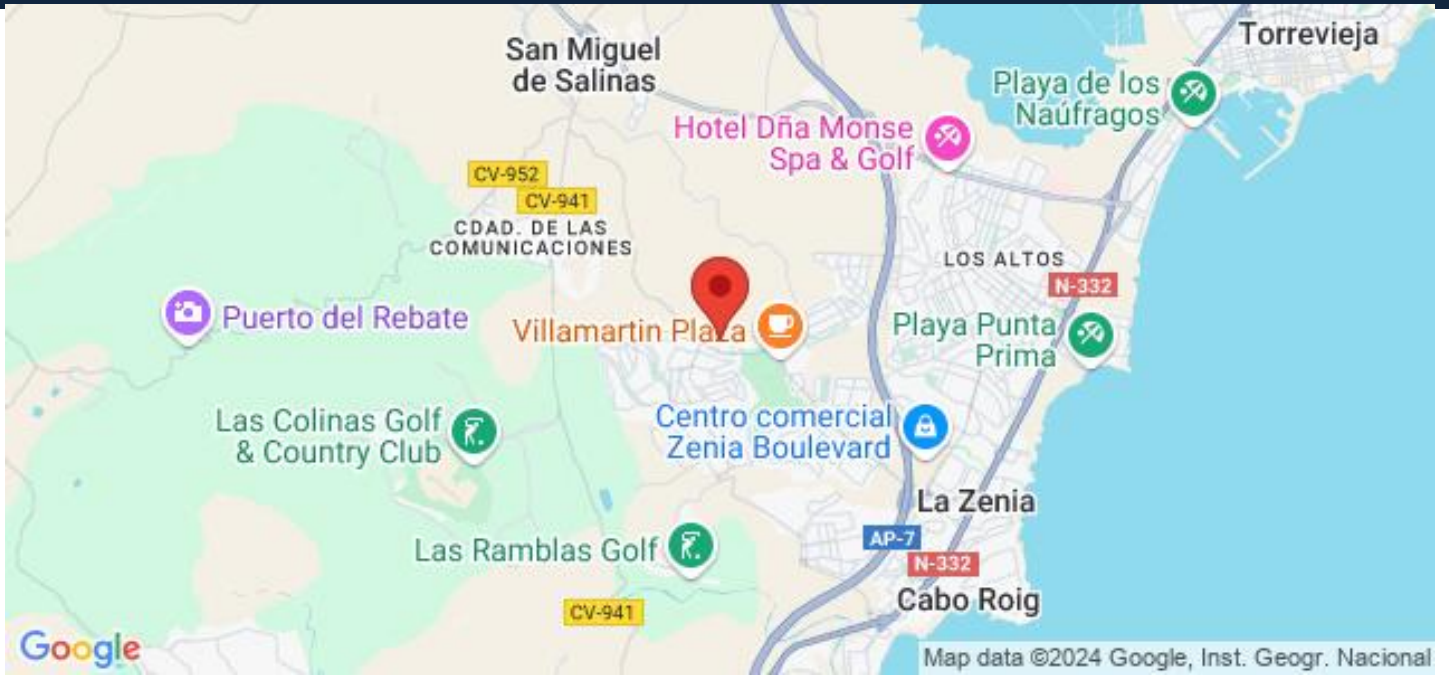 San Miguel
de Salinas
Torrevieja
Playa de los
Naúfragos
Hotel Dña Monse
Spa & Golf
CV-952
CV-941
CDAD. DE LAS
COMUNICACIONES
LOS ALTOS
N-332
Puerto del Rebate
Villamartin Plaza
Playa Punta
Prima
Las Colinas Golf
& Country Club
Centro comercial
Zenia Boulevard
La Zenia
AP-7
Las Ramblas Golf
N-332
Cabo Roig
CV-941
Google
Map data ©2024 Google, Inst. Geogr. Nacional